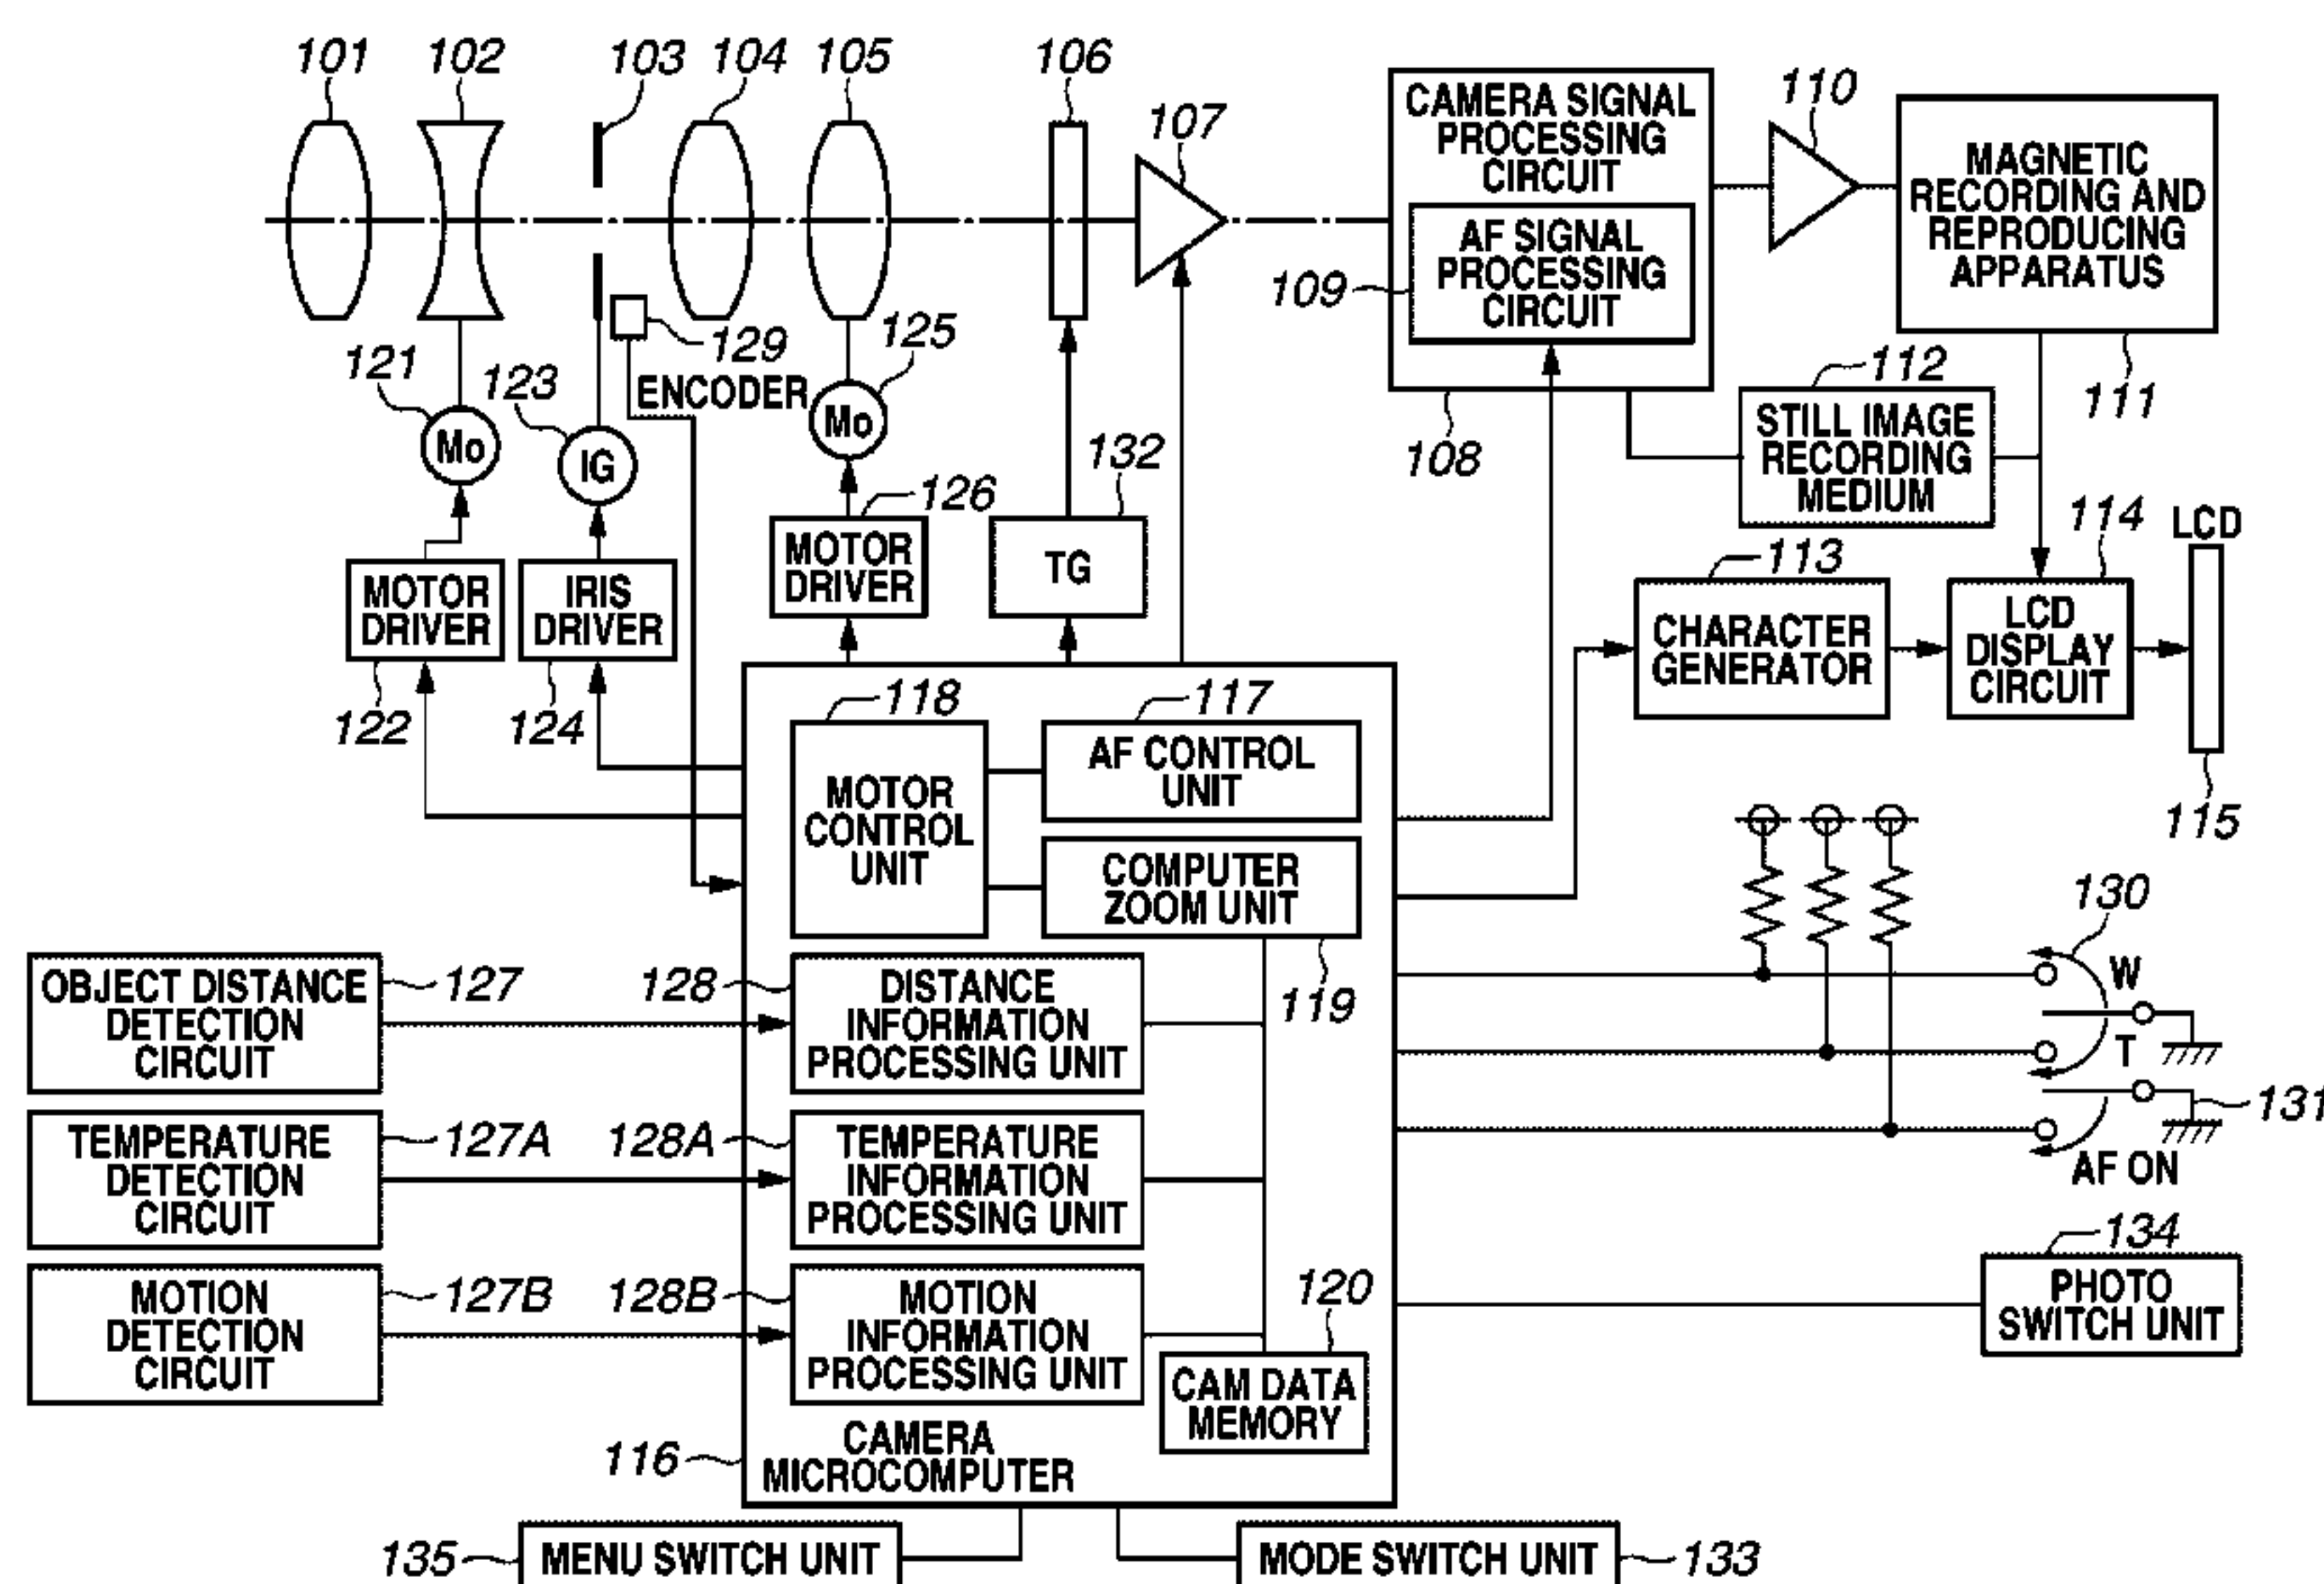 101
102
103
104
105
106
107
CAMERA SIGNAL
PROCESSING
CIRCUIT
110
MAGNETIC
RECORDING AND
REPRODUCING
APPARATUS
109
AF SIGNAL
PROCESSING
CIRCUIT
129
ENCODER
121
Mo
123
IG
125
Mo
108
112
111
STILL IMAGE
RECORDING
MEDIUM
126
132
MOTOR
DRIVER
IRIS
DRIVER
MOTOR
DRIVER
TG
113
114
LCD
CHARACTER
GENERATOR
LCD
DISPLAY
CIRCUIT
122
124
115
118
117
MOTOR
CONTROL
UNIT
AF CONTROL
UNIT
COMPUTER
ZOOM UNIT
119
130
W
T
131
AF ON
OBJECT DISTANCE
DETECTION
CIRCUIT
127
128
DISTANCE
INFORMATION
PROCESSING UNIT
TEMPERATURE
DETECTION
CIRCUIT
127A
128A
TEMPERATURE
INFORMATION
PROCESSING UNIT
134
PHOTO
SWITCH UNIT
MOTION
DETECTION
CIRCUIT
127B
128B
MOTION
INFORMATION
PROCESSING UNIT
120
CAM DATA
MEMORY
116
CAMERA
MICROCOMPUTER
135
MENU SWITCH UNIT
MODE SWITCH UNIT
133